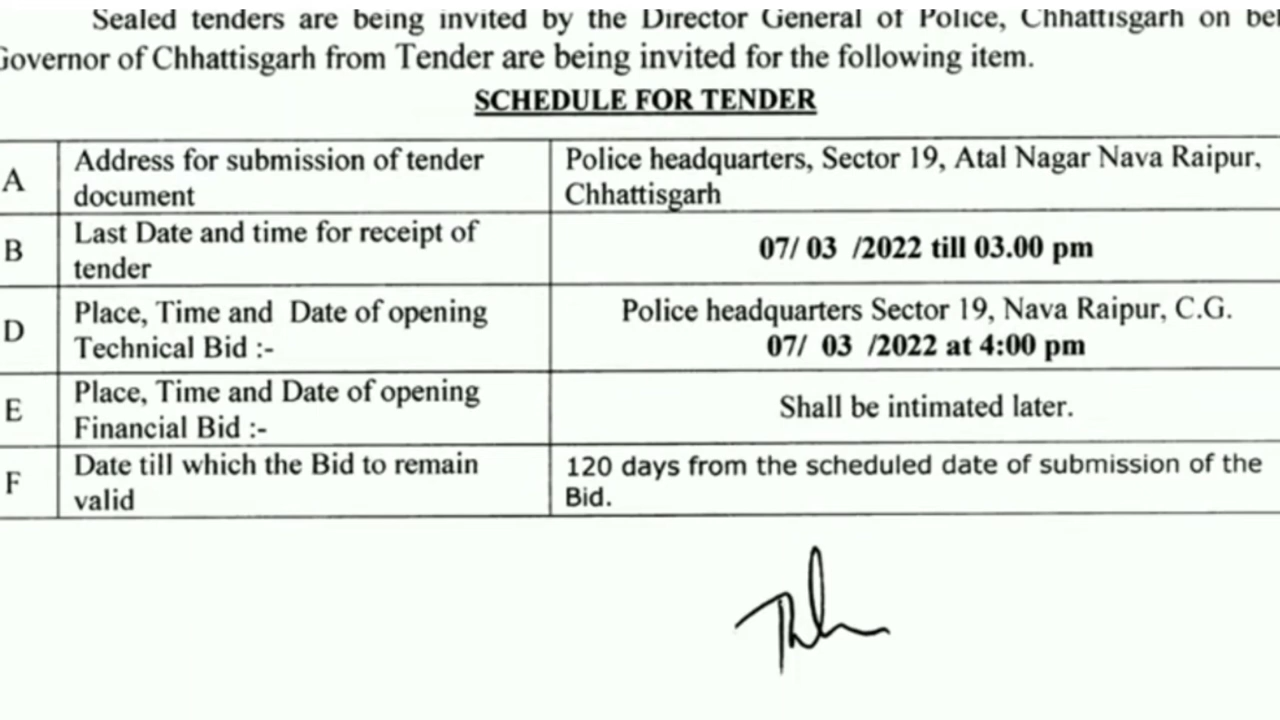 Sealed tenders are being invited by the Director General of Police, Chhattisgarh on
Governor of Chhattisgarh from Tender are being invited for the following item.
SCHEDULE FOR TENDER
A
Address for submission of tender
document
Police headquarters, Sector 19, Atal Nagar Nava Raipur,
Chhattisgarh
B
Last Date and time for receipt of
tender
07/ 03 /2022 till 03.00 pm
D
Place, Time and Date of opening
Technical Bid :-
Police headquarters Sector 19, Nava Raipur, C.G.
07/ 03 /2022 at 4:00 pm
E
Place, Time and Date of opening
Financial Bid :-
Shall be intimated later.
F
Date till which the Bid to remain
valid
120 days from the scheduled date of submission of the
Bid.